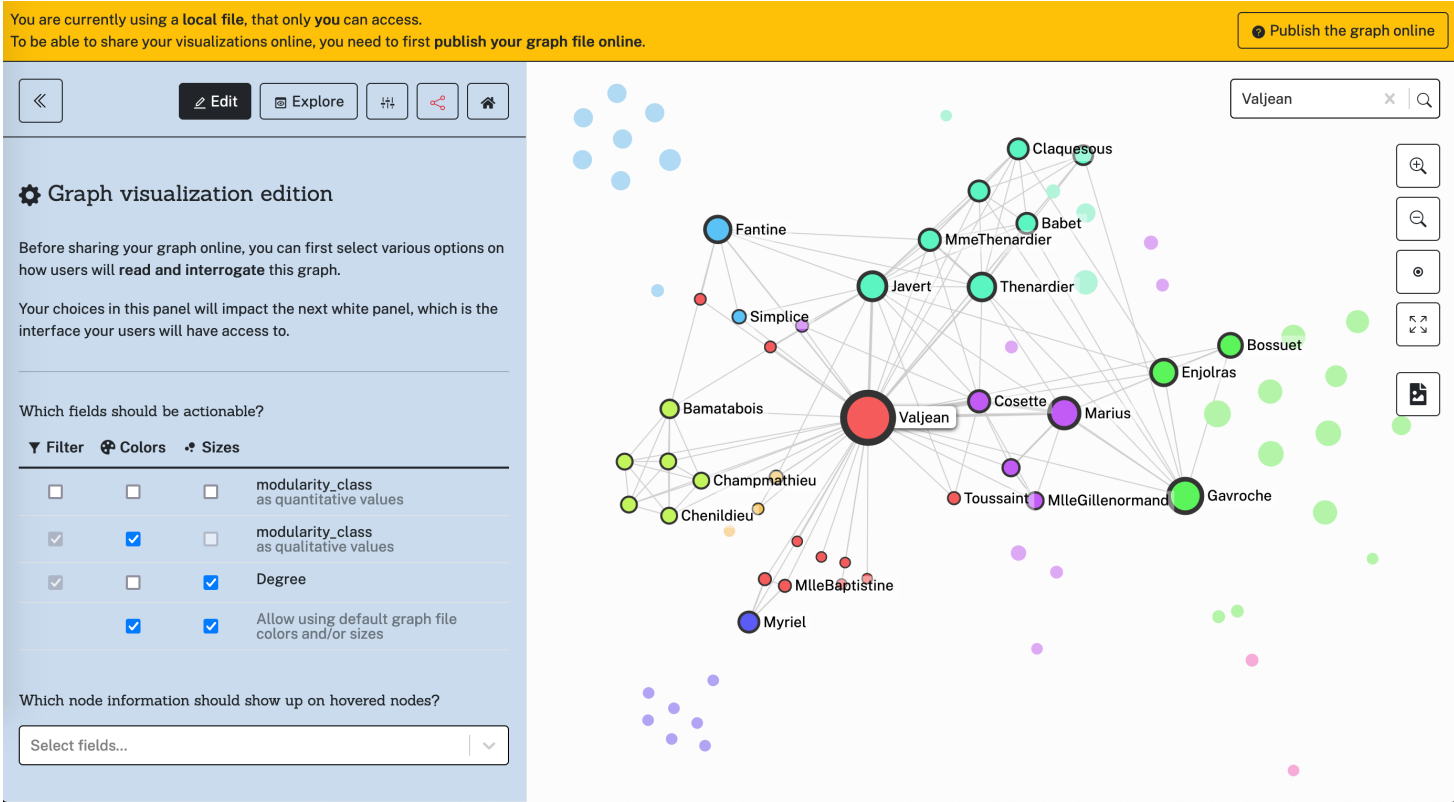 You are currently using a local file, that only you can access.
To be able to share your visualizations online, you need to first publish your graph file online.
Publish the graph online
Edit
Explore
Graph visualization edition
Before sharing your graph online, you can first select various options on
how users will read and interrogate this graph.
Your choices in this panel will impact the next white panel, which is the
interface your users will have access to.
Which fields should be actionable?
Filter Colors Sizes
modularity_class
as quantitative values
modularity_class
as qualitative values
Degree
Allow using default graph file
colors and/or sizes
Which node information should show up on hovered nodes?
Select fields...
Valjean
Claquesous
Babet
Fantine
MmeThenardier
Javert
Thenardier
Simplice
Bossuet
Enjolras
Cosette
Bamatabois
Marius
Valjean
Champmathieu
Gavroche
Toussaint
MlleGillenormand
Chenildieu
MlleBaptistine
Myriel